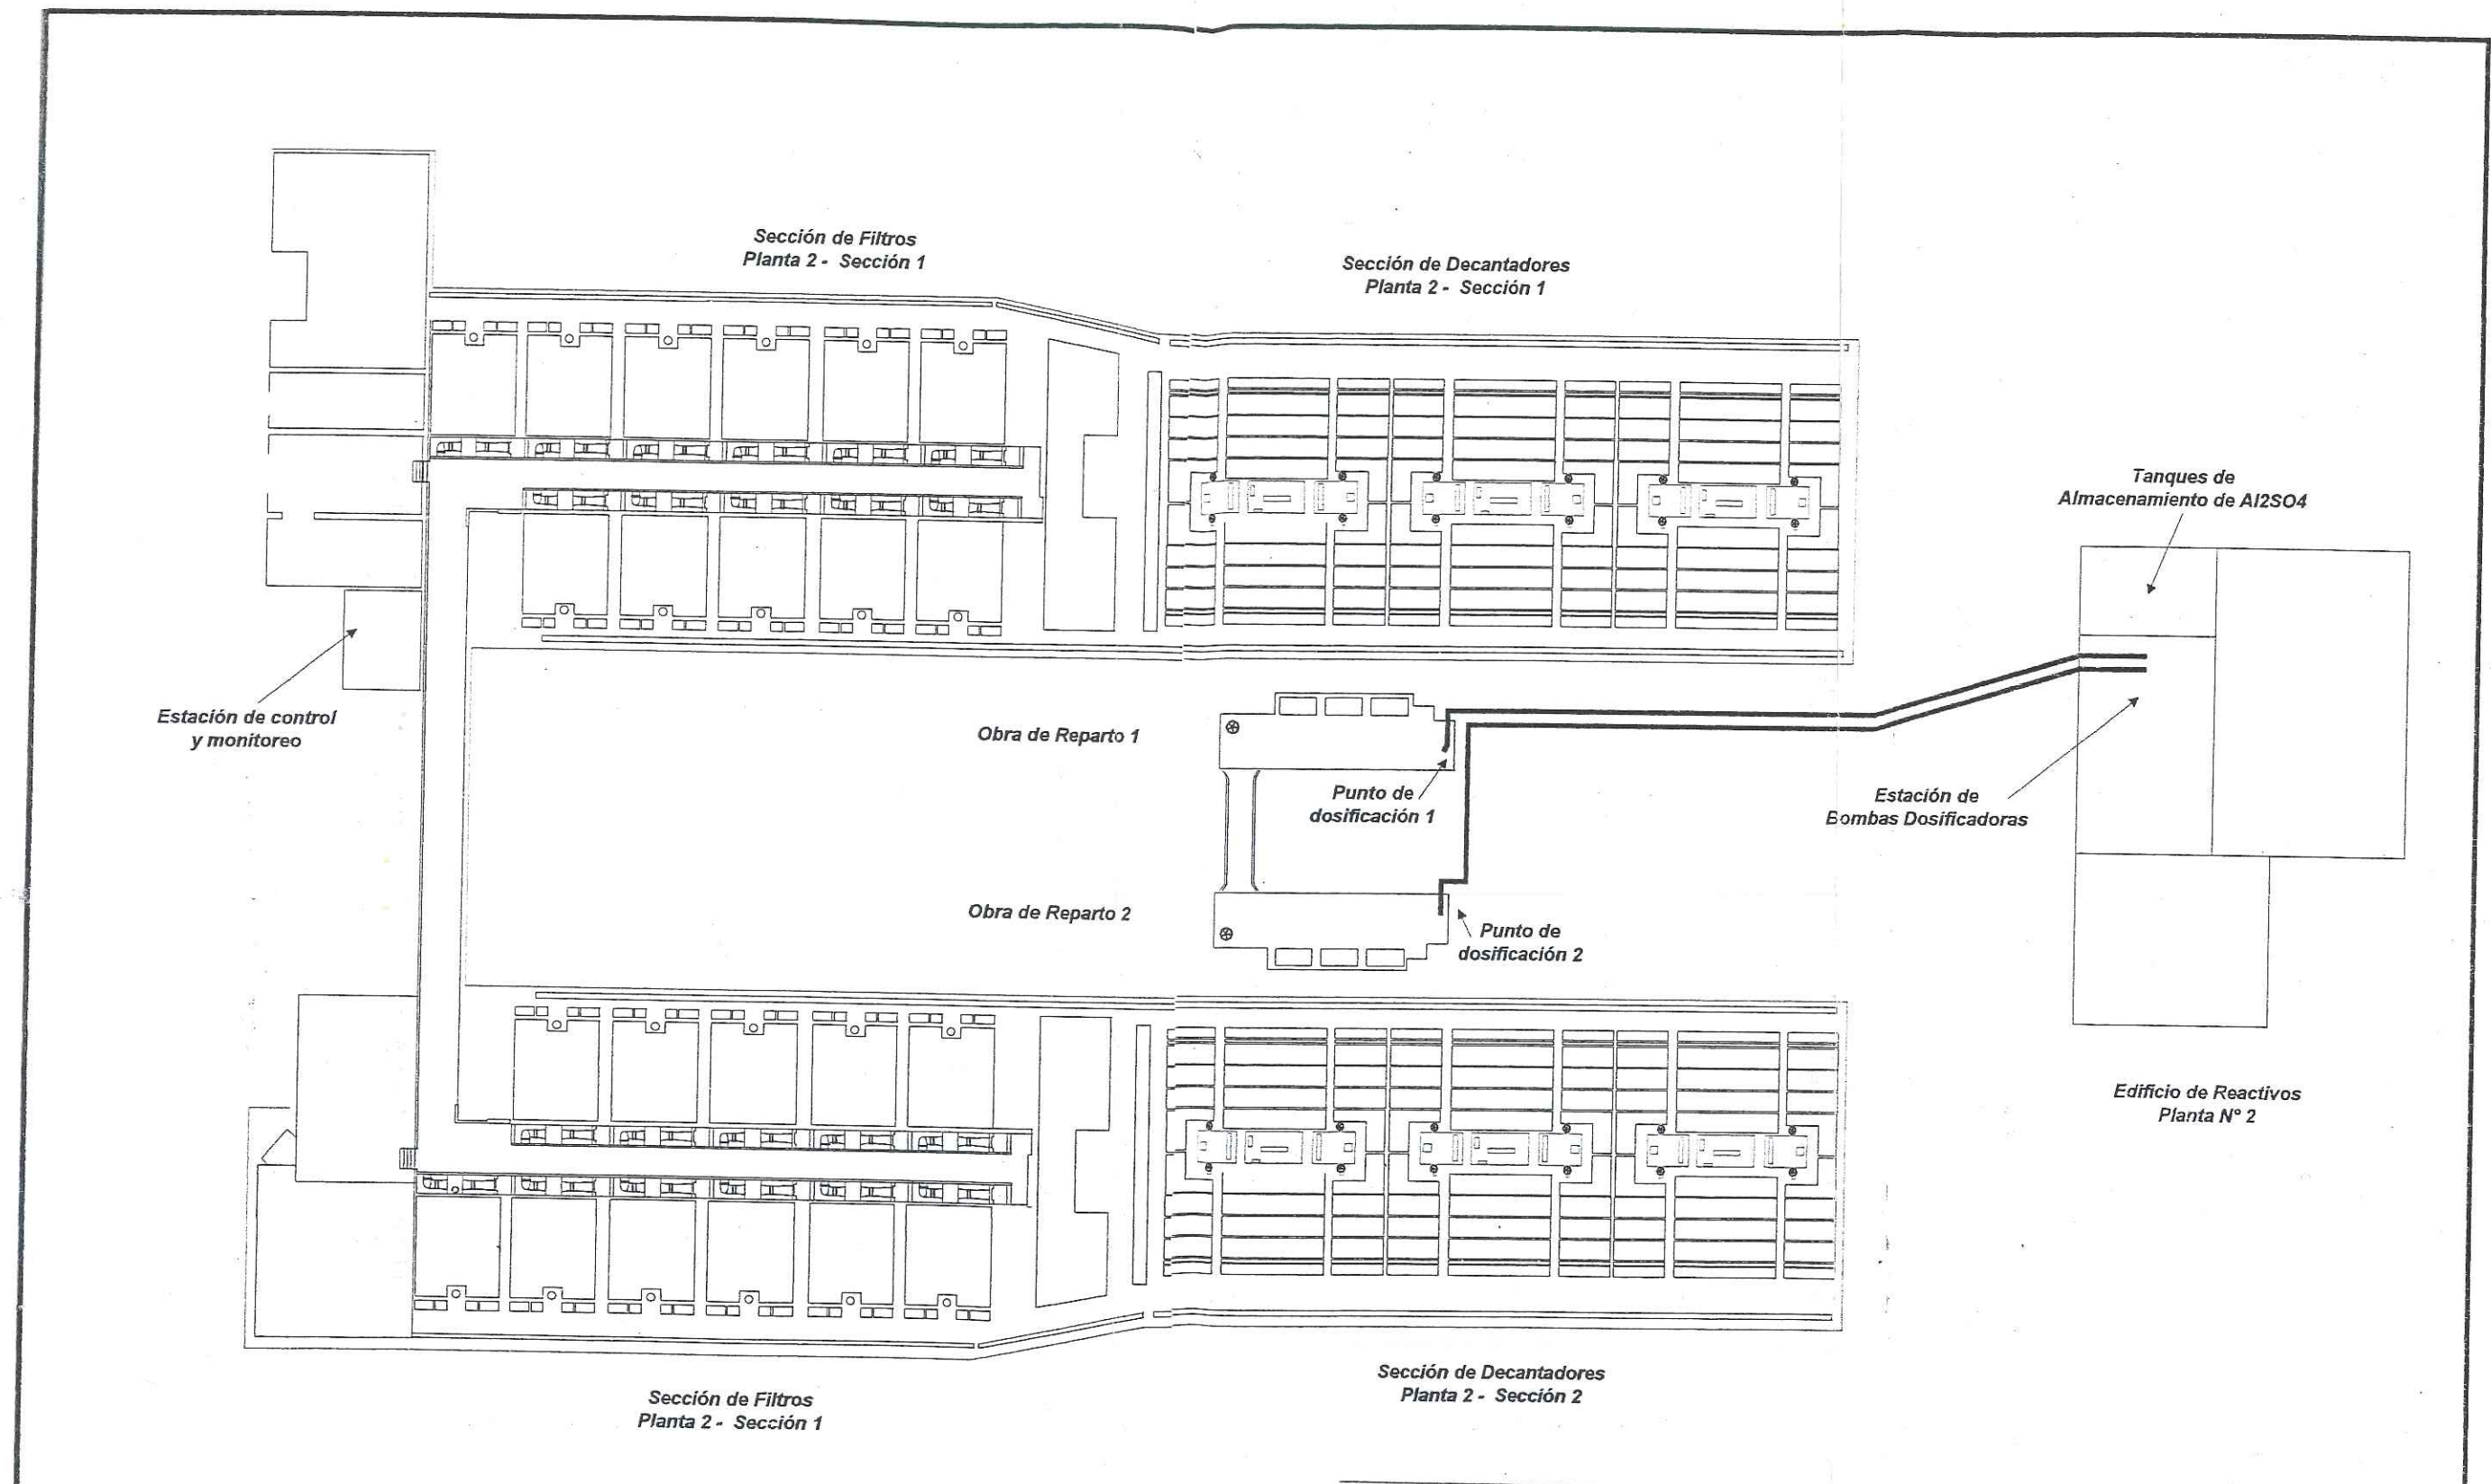 Sección de Filtros
Planta 2 - Sección 1
Sección de Decantadores
Planta 2 - Sección 1
Tanques de
Almacenamiento de Al2SO4
Estación de control
y monitoreo
Obra de Reparto 1
Punto de
dosificación 1
Estación de
Bombas Dosificadoras
Obra de Reparto 2
Punto de
dosificación 2
Edificio de Reactivos
Planta N° 2
Sección de Decantadores
Planta 2 - Sección 2
Sección de Filtros
Planta 2 - Sección 1